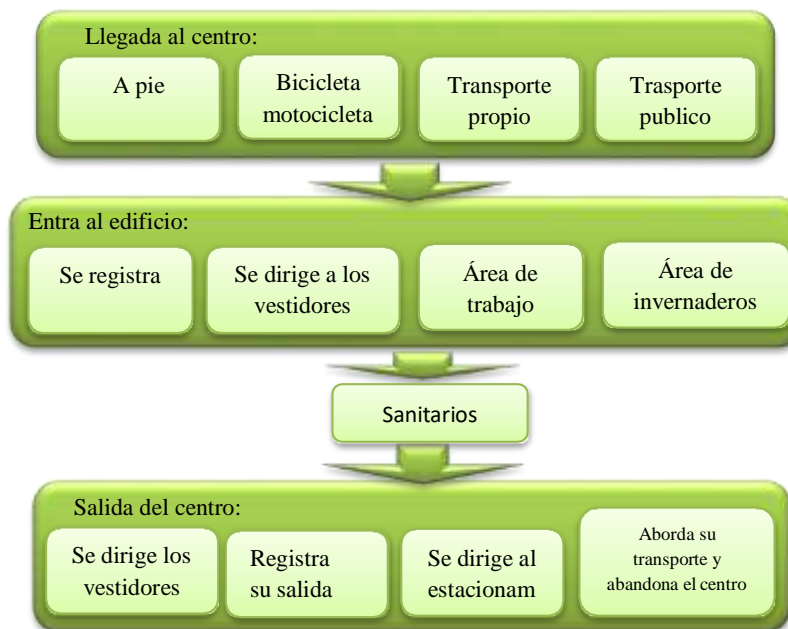 Llegada al centro:
A pie
Bicicleta
motocicleta
Transporte
propio
Trasporte
publico
Entra al edificio:
Se registra
Se dirige a los
vestidores
Área de
trabajo
Área de
invernaderos
Sanitarios
Salida del centro:
Se dirige los
vestidores
Registra
su salida
Se dirige al
estacionam
Aborda su
transporte y
abandona el centro